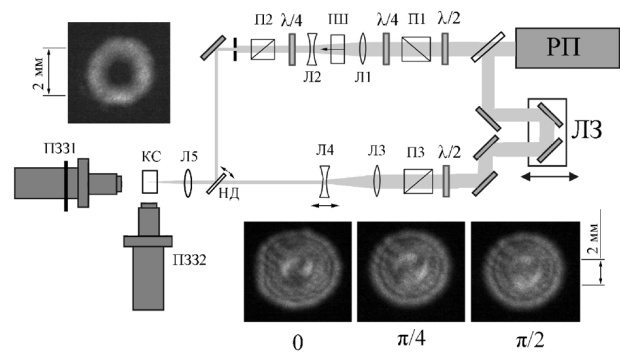 П2 λ/4 Л2 ІШ Л1 λ/4 П1 λ/2 РП
2 мм
ЛЗ
ПЗЗ1 КС Л5 НД Л4 Л3 П3 λ/2
ПЗЗ2
2 мм
0 π/4 π/2